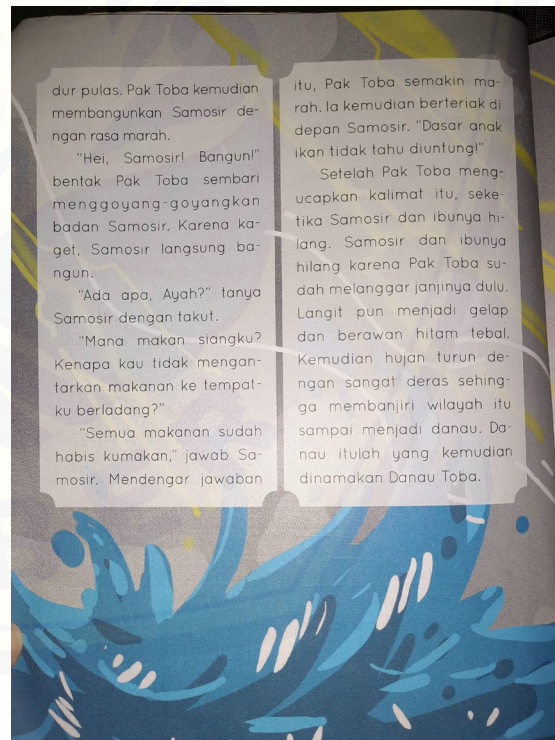 dur pulas. Pak Toba kemudian
membangunkan Samosir de-
ngan rasa marah.
"Hei, Samosir! Bangun!"
bentak Pak Toba sembari
menggoyang-goyangkan
badan Samosir. Karena ka-
get, Samosir langsung ba-
ngun.
"Ada apa, Ayah?" tanya
Samosir dengan takut.
"Mana makan siangku?
Kenapa kau tidak mengan-
tarkan makanan ke tempat-
ku berladang?"
"Semua makanan sudah
habis kumakan," jawab Sa-
mosir. Mendengar jawaban
itu, Pak Toba semakin ma-
rah. Ia kemudian berteriak di
depan Samosir. "Dasar anak
ikan tidak tahu diuntung!"
Setelah Pak Toba meng-
ucapkan kalimat itu, seke-
tika Samosir dan ibunya hi-
lang. Samosir dan ibunya
hilang karena Pak Toba su-
dah melanggar janjinya dulu.
Langit pun menjadi gelap
dan berawan hitam tebal.
Kemudian hujan turun de-
ngan sangat deras sehing-
ga membanjiri wilayah itu
sampai menjadi danau. Da-
nau itulah yang kemudian
dinamakan Danau Toba.